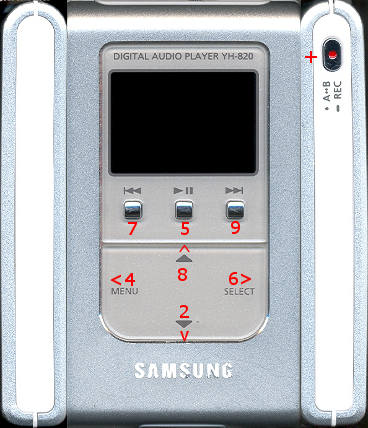 DIGITAL AUDIO PLAYER YH-820
+
A↔B
REC
7 5 9
^
8
<4 6>
MENU SELECT
2
v
SAMSUNG